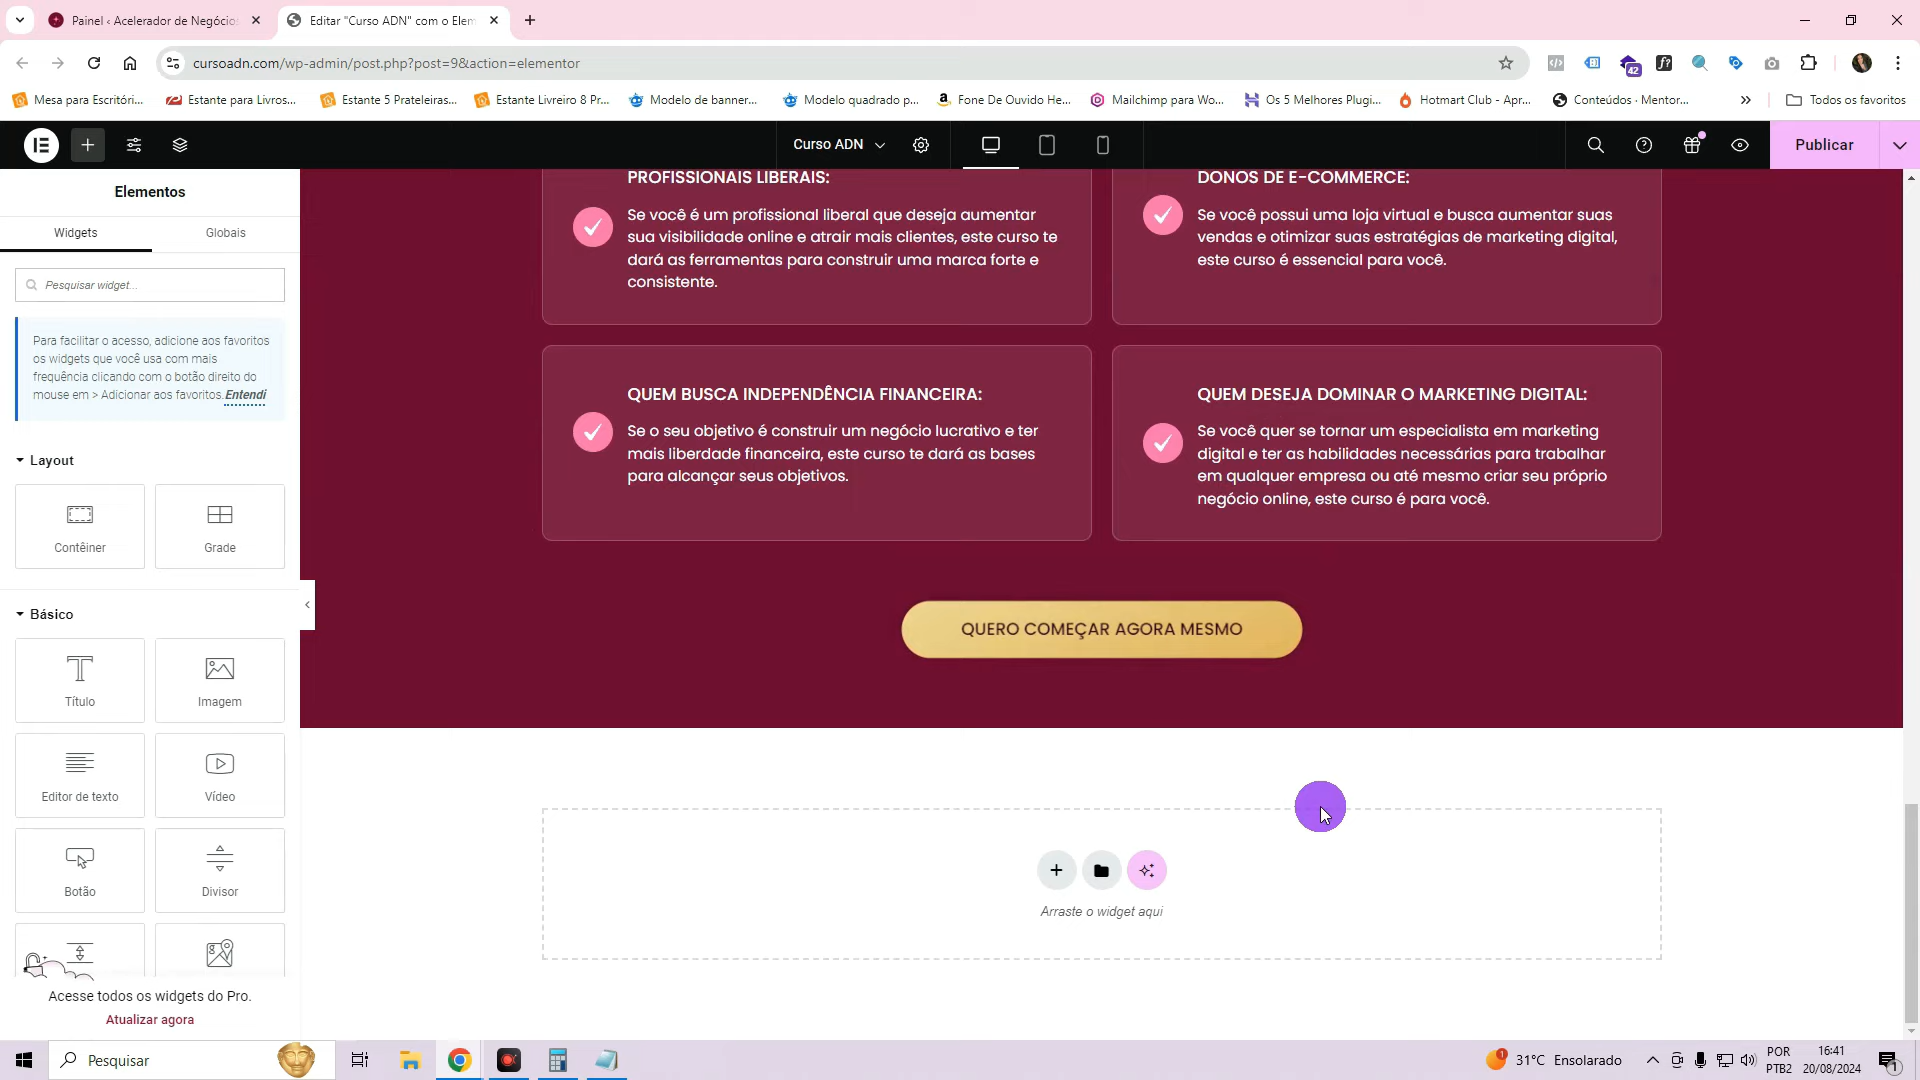 Painel ‹ Acelerador de Negócio
Editar "Curso ADN" com o Elem
cursoadn.com/wp-admin/post.php?post=9&action=elementor
42
f?
Mesa para Escritóri...
Estante para Livros...
Estante 5 Prateleiras...
Estante Livreiro 8 Pr...
Modelo de banner...
Modelo quadrado p...
Fone De Ouvido He...
Mailchimp para Wo...
Os 5 Melhores Plugi...
Hotmart Club - Apr...
Conteúdos · Mentor...
»
Todos os favoritos
Curso ADN
Publicar
Elementos
Widgets
Globais
Pesquisar widget...
Para facilitar o acesso, adicione aos favoritos
os widgets que você usa com mais
frequência clicando com o botão direito do
mouse em > Adicionar aos favoritos. Entendi
Layout
Contêiner
Grade
Básico
Título
Imagem
Editor de texto
Vídeo
Botão
Divisor
Acesse todos os widgets do Pro.
Atualizar agora
PROFISSIONAIS LIBERAIS:
Se você é um profissional liberal que deseja aumentar
sua visibilidade online e atrair mais clientes, este curso te
dará as ferramentas para construir uma marca forte e
consistente.
DONOS DE E-COMMERCE:
Se você possui uma loja virtual e busca aumentar suas
vendas e otimizar suas estratégias de marketing digital,
este curso é essencial para você.
QUEM BUSCA INDEPENDÊNCIA FINANCEIRA:
Se o seu objetivo é construir um negócio lucrativo e ter
mais liberdade financeira, este curso te dará as bases
para alcançar seus objetivos.
QUEM DESEJA DOMINAR O MARKETING DIGITAL:
Se você quer se tornar um especialista em marketing
digital e ter as habilidades necessárias para trabalhar
em qualquer empresa ou até mesmo criar seu próprio
negócio online, este curso é para você.
QUERO COMEÇAR AGORA MESMO
Arraste o widget aqui
Pesquisar
1
31°C Ensolarado
POR
PTB2
16:41
20/08/2024
1